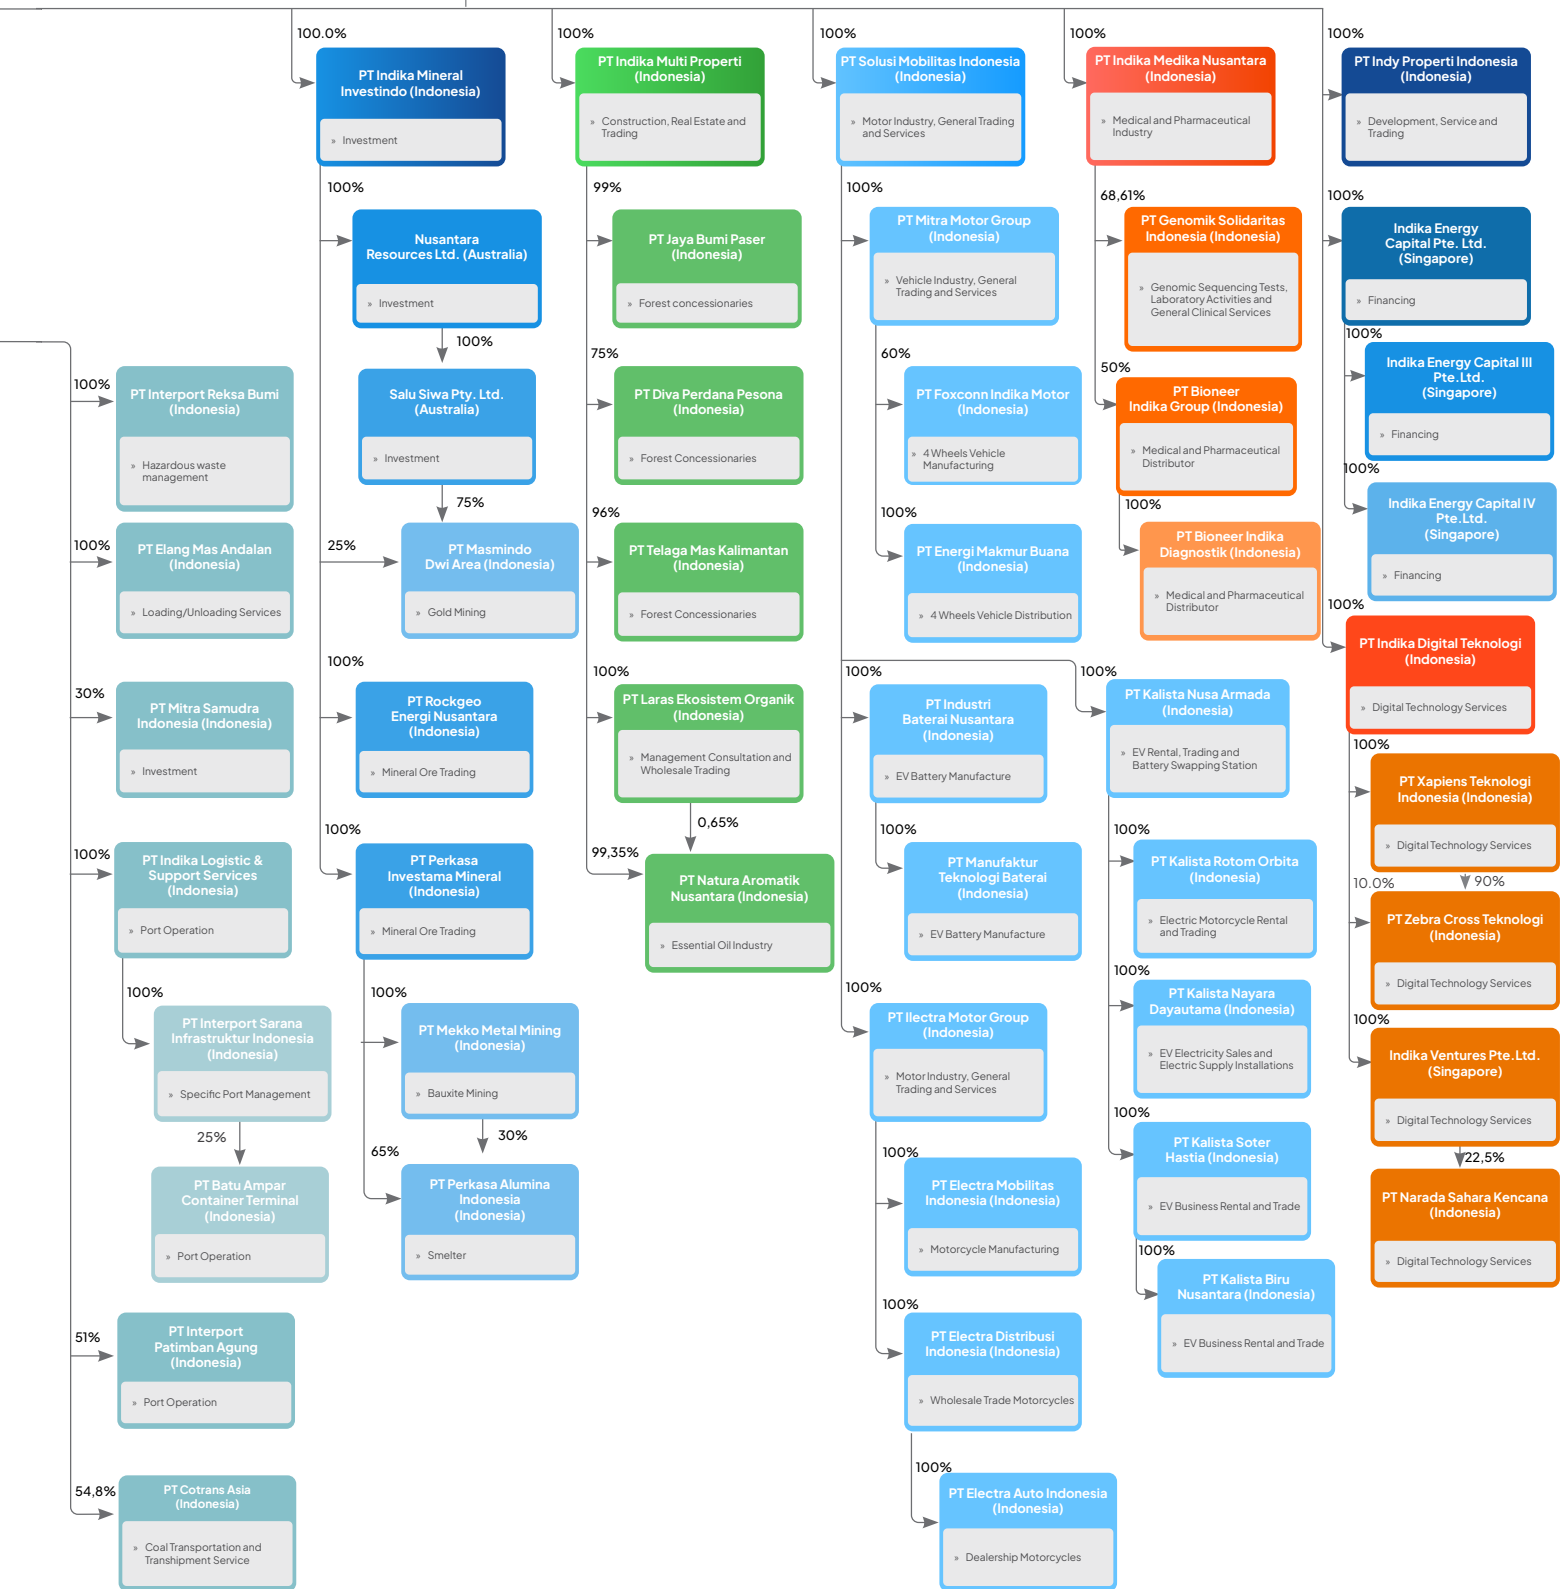 100.0%
PT Indika Mineral
Investindo (Indonesia)
» Investment
100%
Nusantara
Resources Ltd. (Australia)
» Investment
100%
Salu Siwa Pty. Ltd.
(Australia)
» Investment
75%
25%
PT Masmindo
Dwi Area (Indonesia)
» Gold Mining
100%
PT Rockgeo
Energi Nusantara
(Indonesia)
» Mineral Ore Trading
100%
PT Perkasa
Investama Mineral
(Indonesia)
» Mineral Ore Trading
100%
PT Mekko Metal Mining
(Indonesia)
» Bauxite Mining
30%
65%
PT Perkasa Alumina
Indonesia
(Indonesia)
» Smelter
100%
PT Interport Reksa Bumi
(Indonesia)
» Hazardous waste
management
100%
PT Elang Mas Andalan
(Indonesia)
» Loading/Unloading Services
30%
PT Mitra Samudra
Indonesia (Indonesia)
» Investment
100%
PT Indika Logistic &
Support Services
(Indonesia)
» Port Operation
100%
PT Interport Sarana
Infrastruktur Indonesia
(Indonesia)
» Specific Port Management
25%
PT Batu Ampar
Container Terminal
(Indonesia)
» Port Operation
51%
PT Interport
Patimban Agung
(Indonesia)
» Port Operation
54,8%
PT Cotrans Asia
(Indonesia)
» Coal Transportation and
Transhipment Service
100%
PT Indika Multi Properti
(Indonesia)
» Construction, Real Estate and
Trading
99%
PT Jaya Bumi Paser
(Indonesia)
» Forest concessionaries
75%
PT Diva Perdana Pesona
(Indonesia)
» Forest Concessionaries
96%
PT Telaga Mas Kalimantan
(Indonesia)
» Forest Concessionaries
100%
PT Laras Ekosistem Organik
(Indonesia)
» Management Consultation and
Wholesale Trading
0,65%
99,35%
PT Natura Aromatik
Nusantara (Indonesia)
» Essential Oil Industry
100%
PT Solusi Mobilitas Indonesia
(Indonesia)
» Motor Industry, General Trading
and Services
100%
PT Mitra Motor Group
(Indonesia)
» Vehicle Industry, General
Trading and Services
60%
PT Foxconn Indika Motor
(Indonesia)
» 4 Wheels Vehicle
Manufacturing
100%
PT Energi Makmur Buana
(Indonesia)
» 4 Wheels Vehicle Distribution
100%
PT Industri
Baterai Nusantara
(Indonesia)
» EV Battery Manufacture
100%
PT Manufaktur
Teknologi Baterai
(Indonesia)
» EV Battery Manufacture
100%
PT Ilectra Motor Group
(Indonesia)
» Motor Industry, General
Trading and Services
100%
PT Electra Mobilitas
Indonesia (Indonesia)
» Motorcycle Manufacturing
100%
PT Electra Distribusi
Indonesia (Indonesia)
» Wholesale Trade Motorcycles
100%
PT Electra Auto Indonesia
(Indonesia)
» Dealership Motorcycles
100%
PT Kalista Nusa Armada
(Indonesia)
» EV Rental, Trading and
Battery Swapping Station
100%
PT Kalista Rotom Orbita
(Indonesia)
» Electric Motorcycle Rental
and Trading
100%
PT Kalista Nayara
Dayautama (Indonesia)
» EV Electricity Sales and
Electric Supply Installations
100%
PT Kalista Soter
Hastia (Indonesia)
» EV Business Rental and Trade
100%
PT Kalista Biru
Nusantara (Indonesia)
» EV Business Rental and Trade
100%
PT Indika Medika Nusantara
(Indonesia)
» Medical and Pharmaceutical
Industry
68,61%
PT Genomik Solidaritas
Indonesia (Indonesia)
» Genomic Sequencing Tests,
Laboratory Activities and
General Clinical Services
50%
PT Bioneer
Indika Group (Indonesia)
» Medical and Pharmaceutical
Distributor
100%
PT Bioneer Indika
Diagnostik (Indonesia)
» Medical and Pharmaceutical
Distributor
100%
PT Indy Properti Indonesia
(Indonesia)
» Development, Service and
Trading
100%
Indika Energy
Capital Pte. Ltd.
(Singapore)
» Financing
100%
Indika Energy Capital III
Pte.Ltd.
(Singapore)
» Financing
100%
Indika Energy Capital IV
Pte.Ltd.
(Singapore)
» Financing
100%
PT Indika Digital Teknologi
(Indonesia)
» Digital Technology Services
100%
PT Xapiens Teknologi
Indonesia (Indonesia)
» Digital Technology Services
10.0%
90%
PT Zebra Cross Teknologi
(Indonesia)
» Digital Technology Services
100%
Indika Ventures Pte.Ltd.
(Singapore)
» Digital Technology Services
22,5%
PT Narada Sahara Kencana
(Indonesia)
» Digital Technology Services